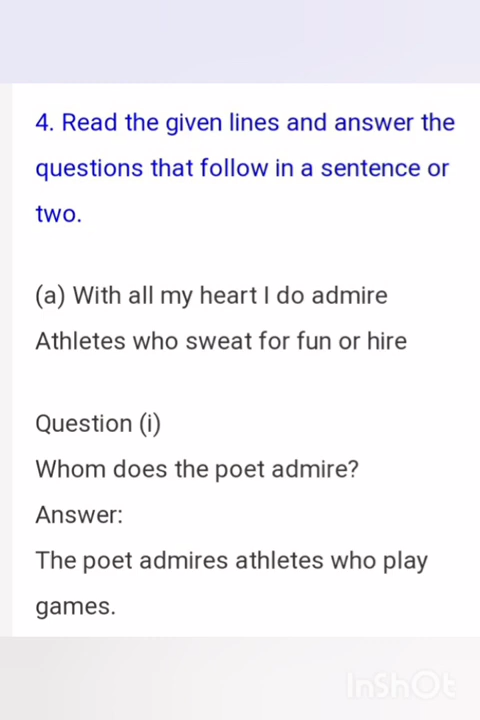 4. Read the given lines and answer the
questions that follow in a sentence or
two.
(a) With all my heart I do admire
Athletes who sweat for fun or hire
Question (i)
Whom does the poet admire?
Answer:
The poet admires athletes who play
games.
InShOt